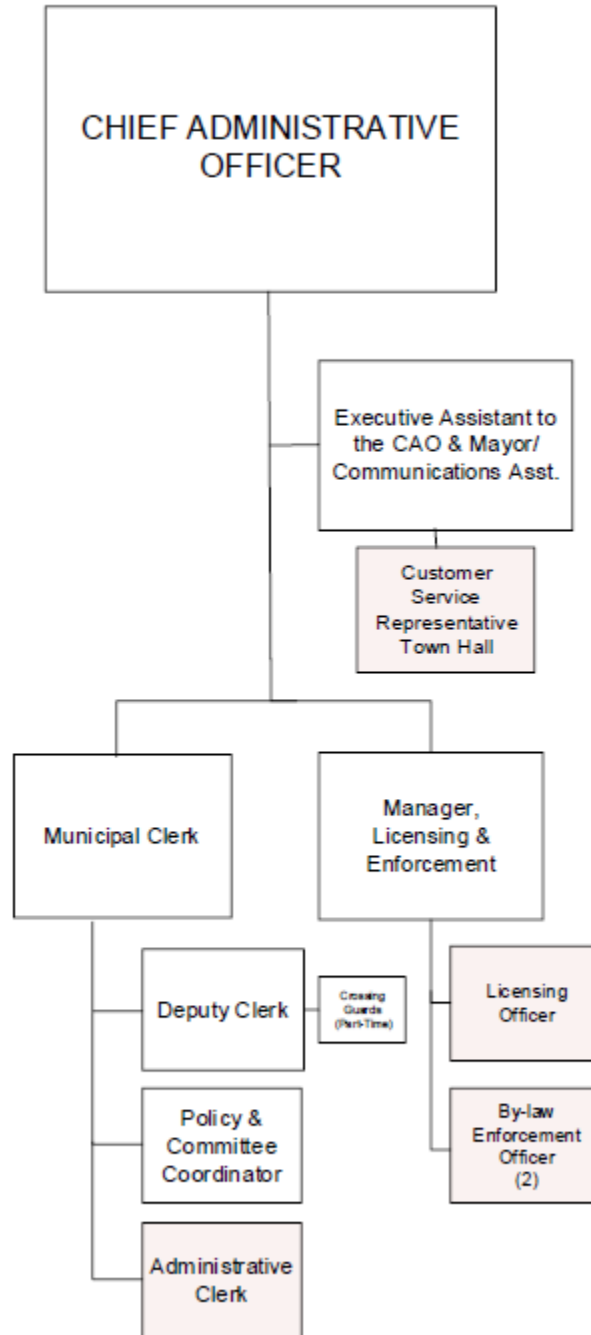 CHIEF ADMINISTRATIVE
OFFICER
Executive Assistant to
the CAO & Mayor/
Communications Asst.
Customer
Service
Representative
Town Hall
Municipal Clerk
Manager,
Licensing &
Enforcement
Deputy Clerk
Crossing
Guards
(Part-Time)
Licensing
Officer
Policy &
Committee
Coordinator
By-law
Enforcement
Officer
(2)
Administrative
Clerk